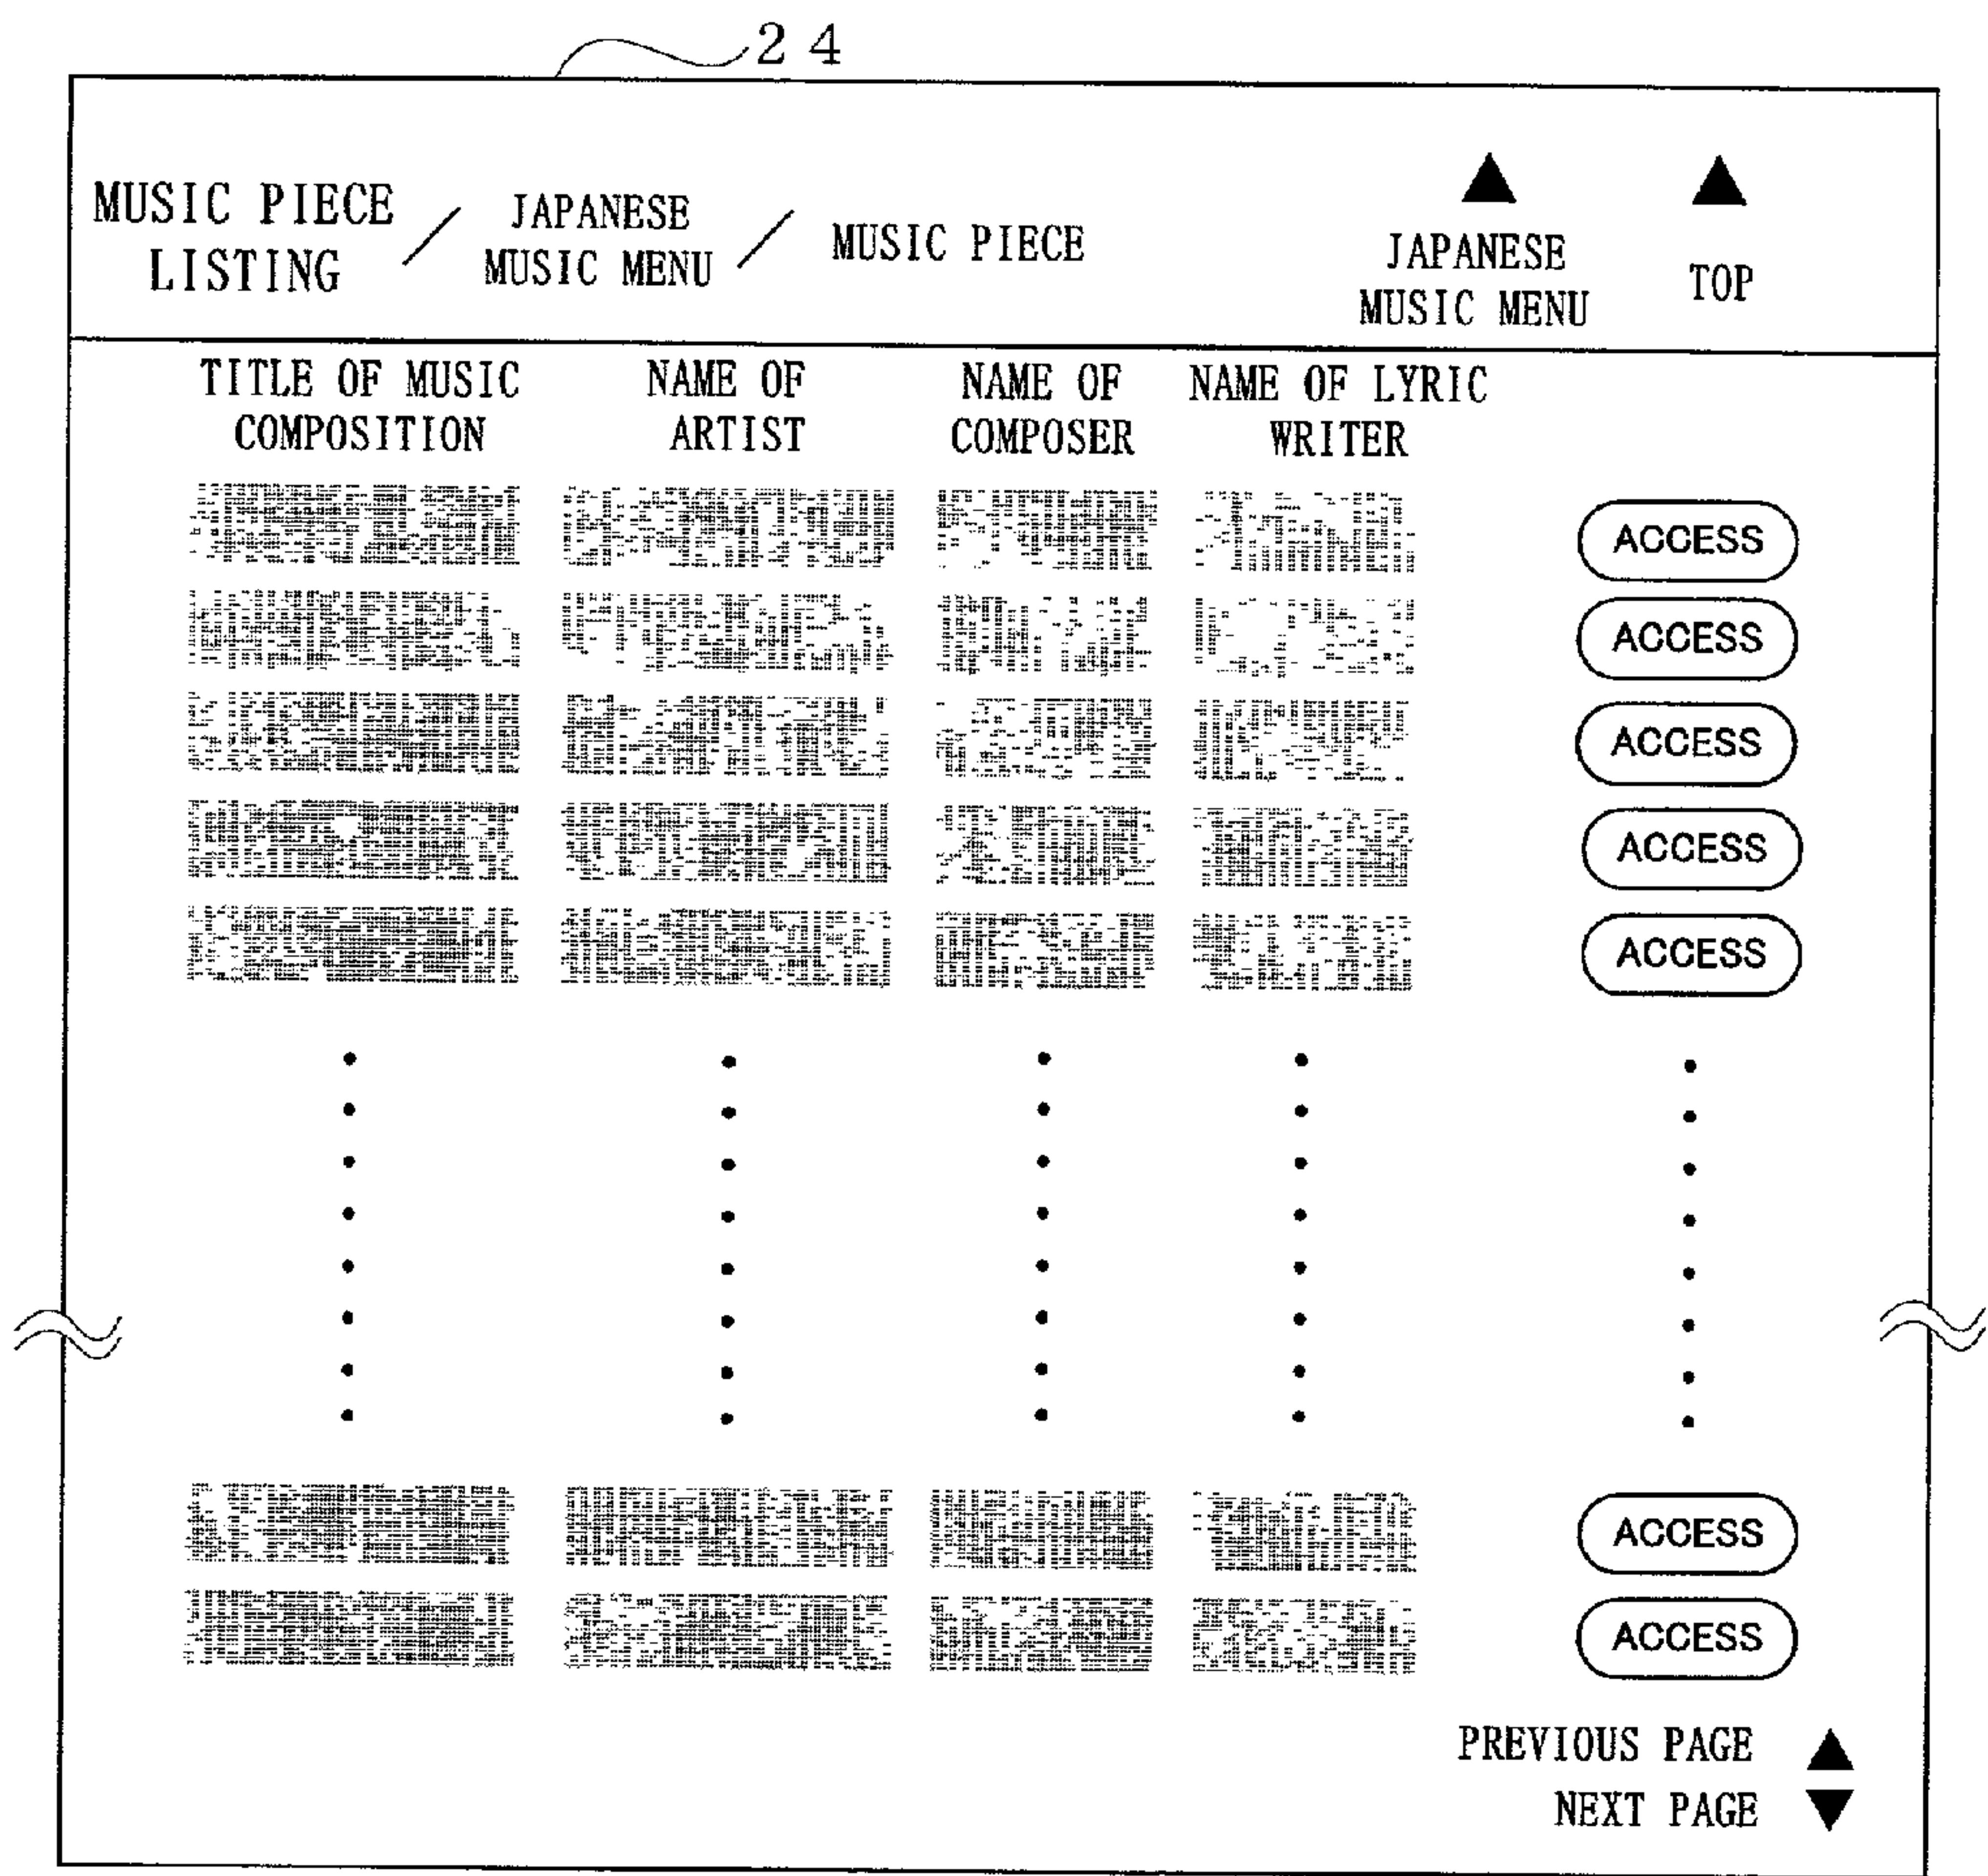 24
MUSIC PIECE
LISTING
/
JAPANESE
MUSIC MENU
/
MUSIC PIECE
JAPANESE
MUSIC MENU
TOP
TITLE OF MUSIC
COMPOSITION
NAME OF
ARTIST
NAME OF
COMPOSER
NAME OF LYRIC
WRITER
ACCESS
ACCESS
ACCESS
ACCESS
ACCESS
ACCESS
ACCESS
PREVIOUS PAGE
NEXT PAGE